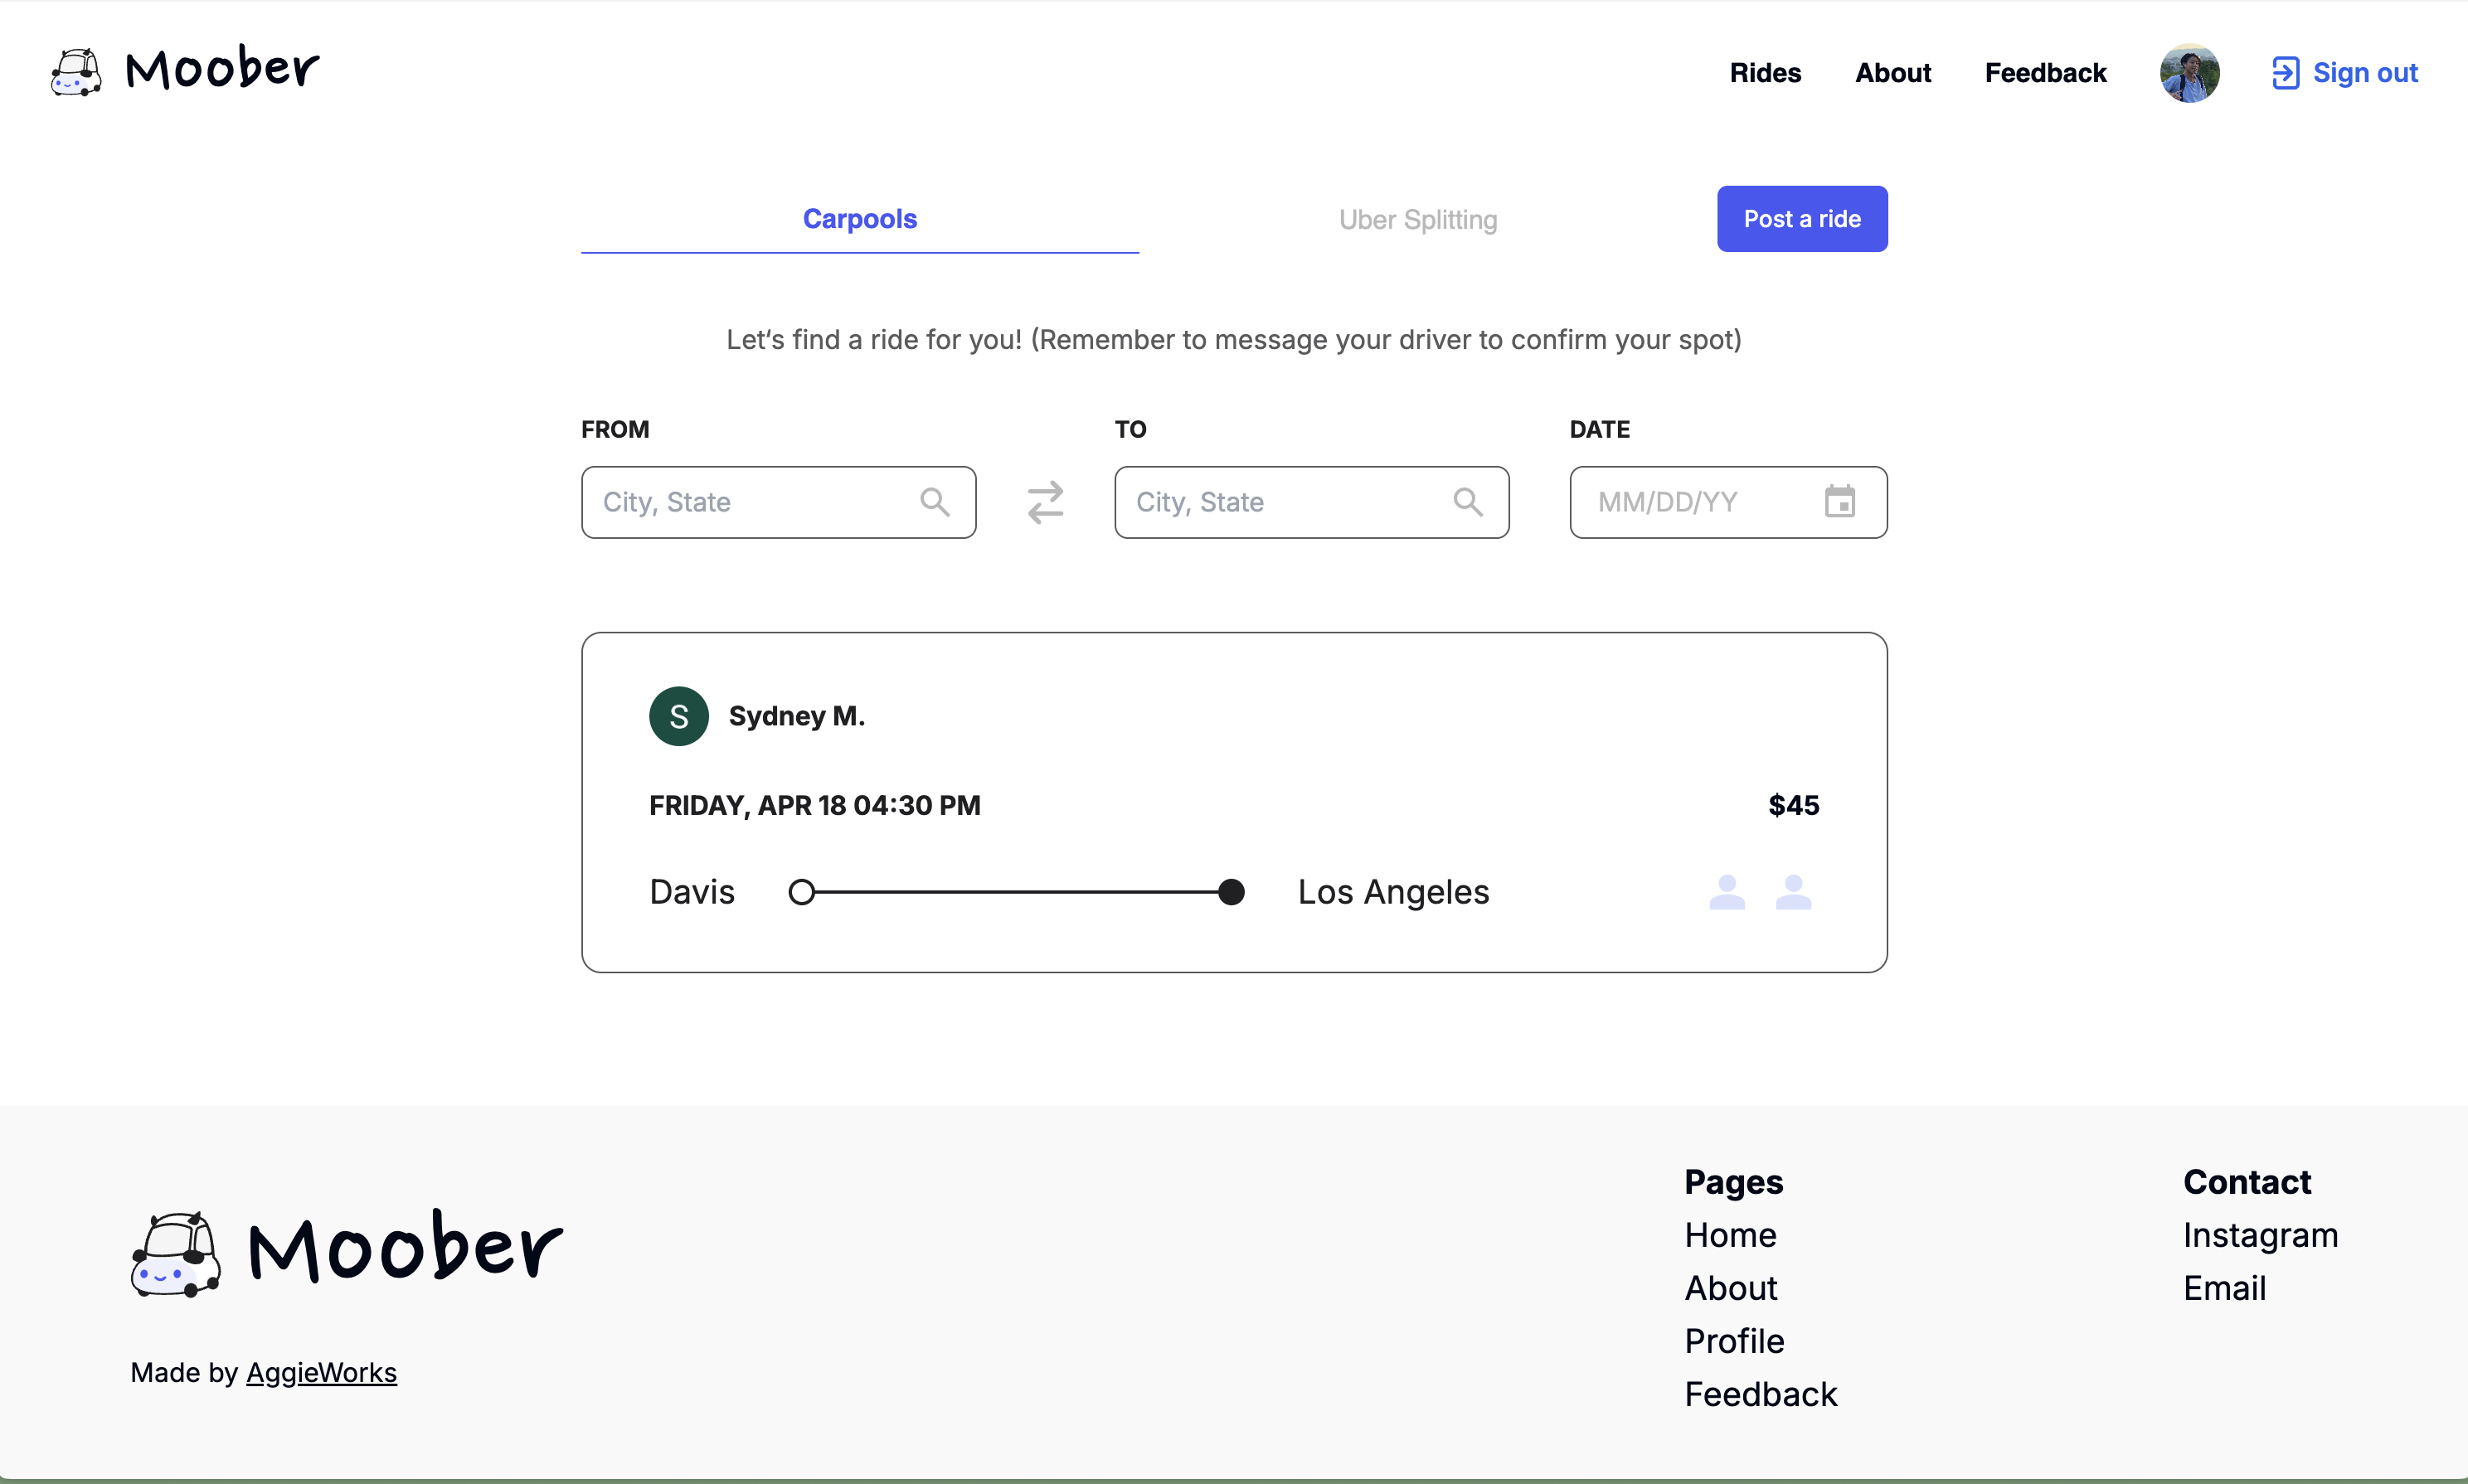 Moober
Rides About Feedback Sign out
Carpools Uber Splitting Post a ride
Let‘s find a ride for you! (Remember to message your driver to confirm your spot)
FROM TO DATE
City, State City, State MM/DD/YY
S Sydney M.
FRIDAY, APR 18 04:30 PM $45
Davis Los Angeles
Moober
Made by AggieWorks
Pages
Home
About
Profile
Feedback
Contact
Instagram
Email